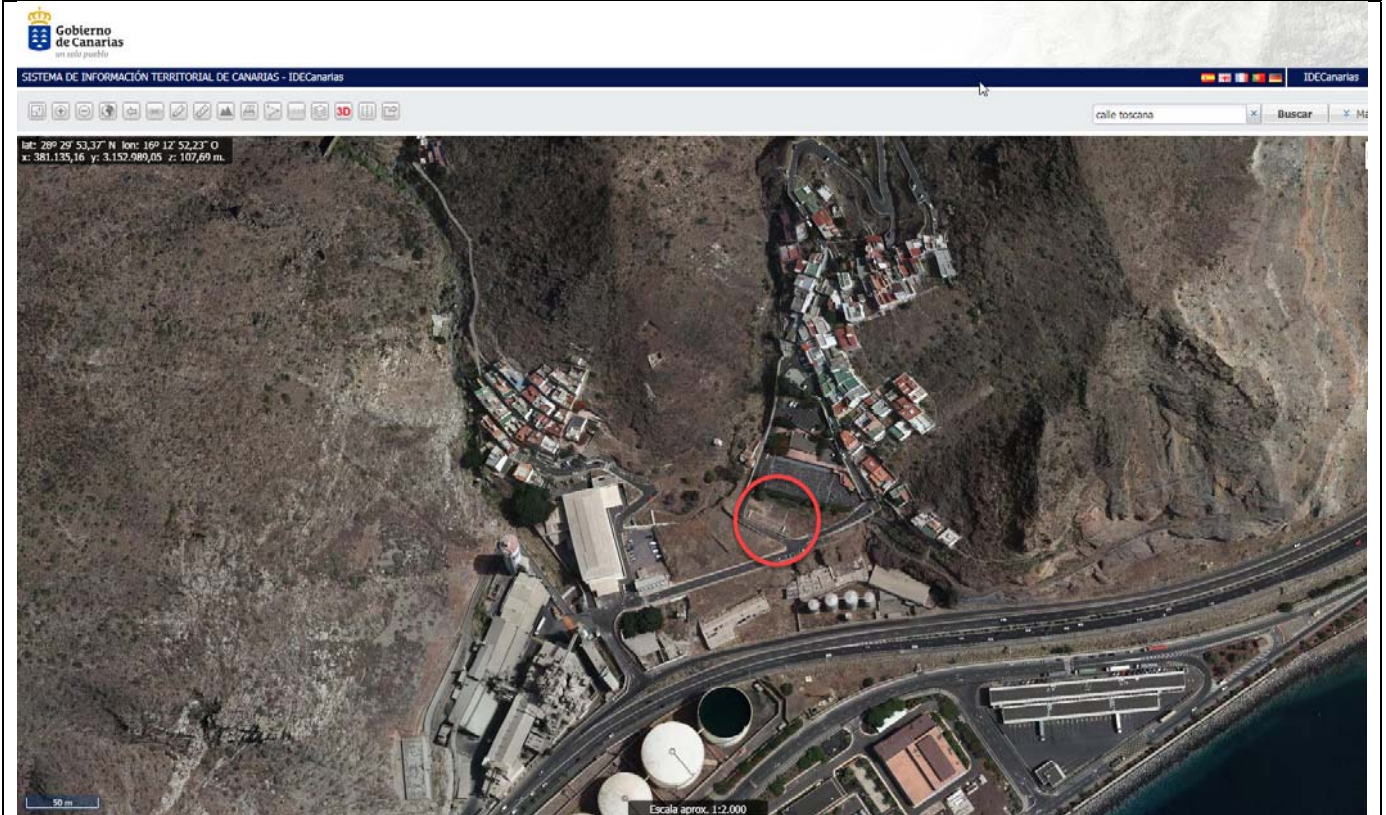 Gobierno
de Canarias
un solo pueblo
SISTEMA DE INFORMACIÓN TERRITORIAL DE CANARIAS - IDECanarias
IDECanarias
3D
calle toscana
Buscar
lat: 28º 29' 53,37" N lon: 16º 12' 52,23" O
x: 381.135,16 y: 3.152.989,05 z: 107,69 m.
50 m
Escala aprox. 1:2.000